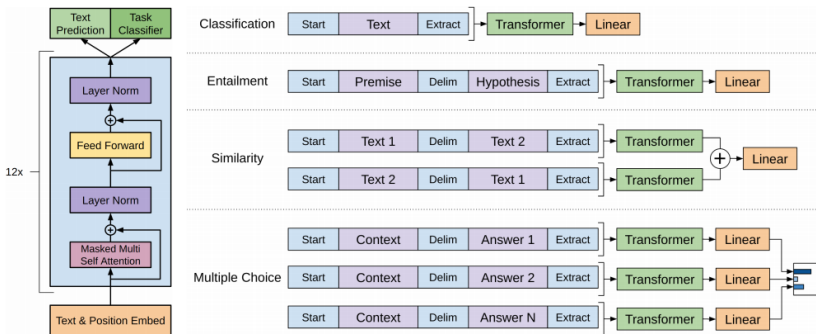 Text
Prediction
Task
Classifier
Layer Norm
+
Feed Forward
12x
Layer Norm
+
Masked Multi
Self Attention
Text & Position Embed
Classification
Start Text Extract Transformer Linear
Entailment
Start Premise Delim Hypothesis Extract Transformer Linear
Similarity
Start Text 1 Delim Text 2 Extract Transformer
+ Linear
Start Text 2 Delim Text 1 Extract Transformer
Multiple Choice
Start Context Delim Answer 1 Extract Transformer Linear
Start Context Delim Answer 2 Extract Transformer Linear
Start Context Delim Answer N Extract Transformer Linear